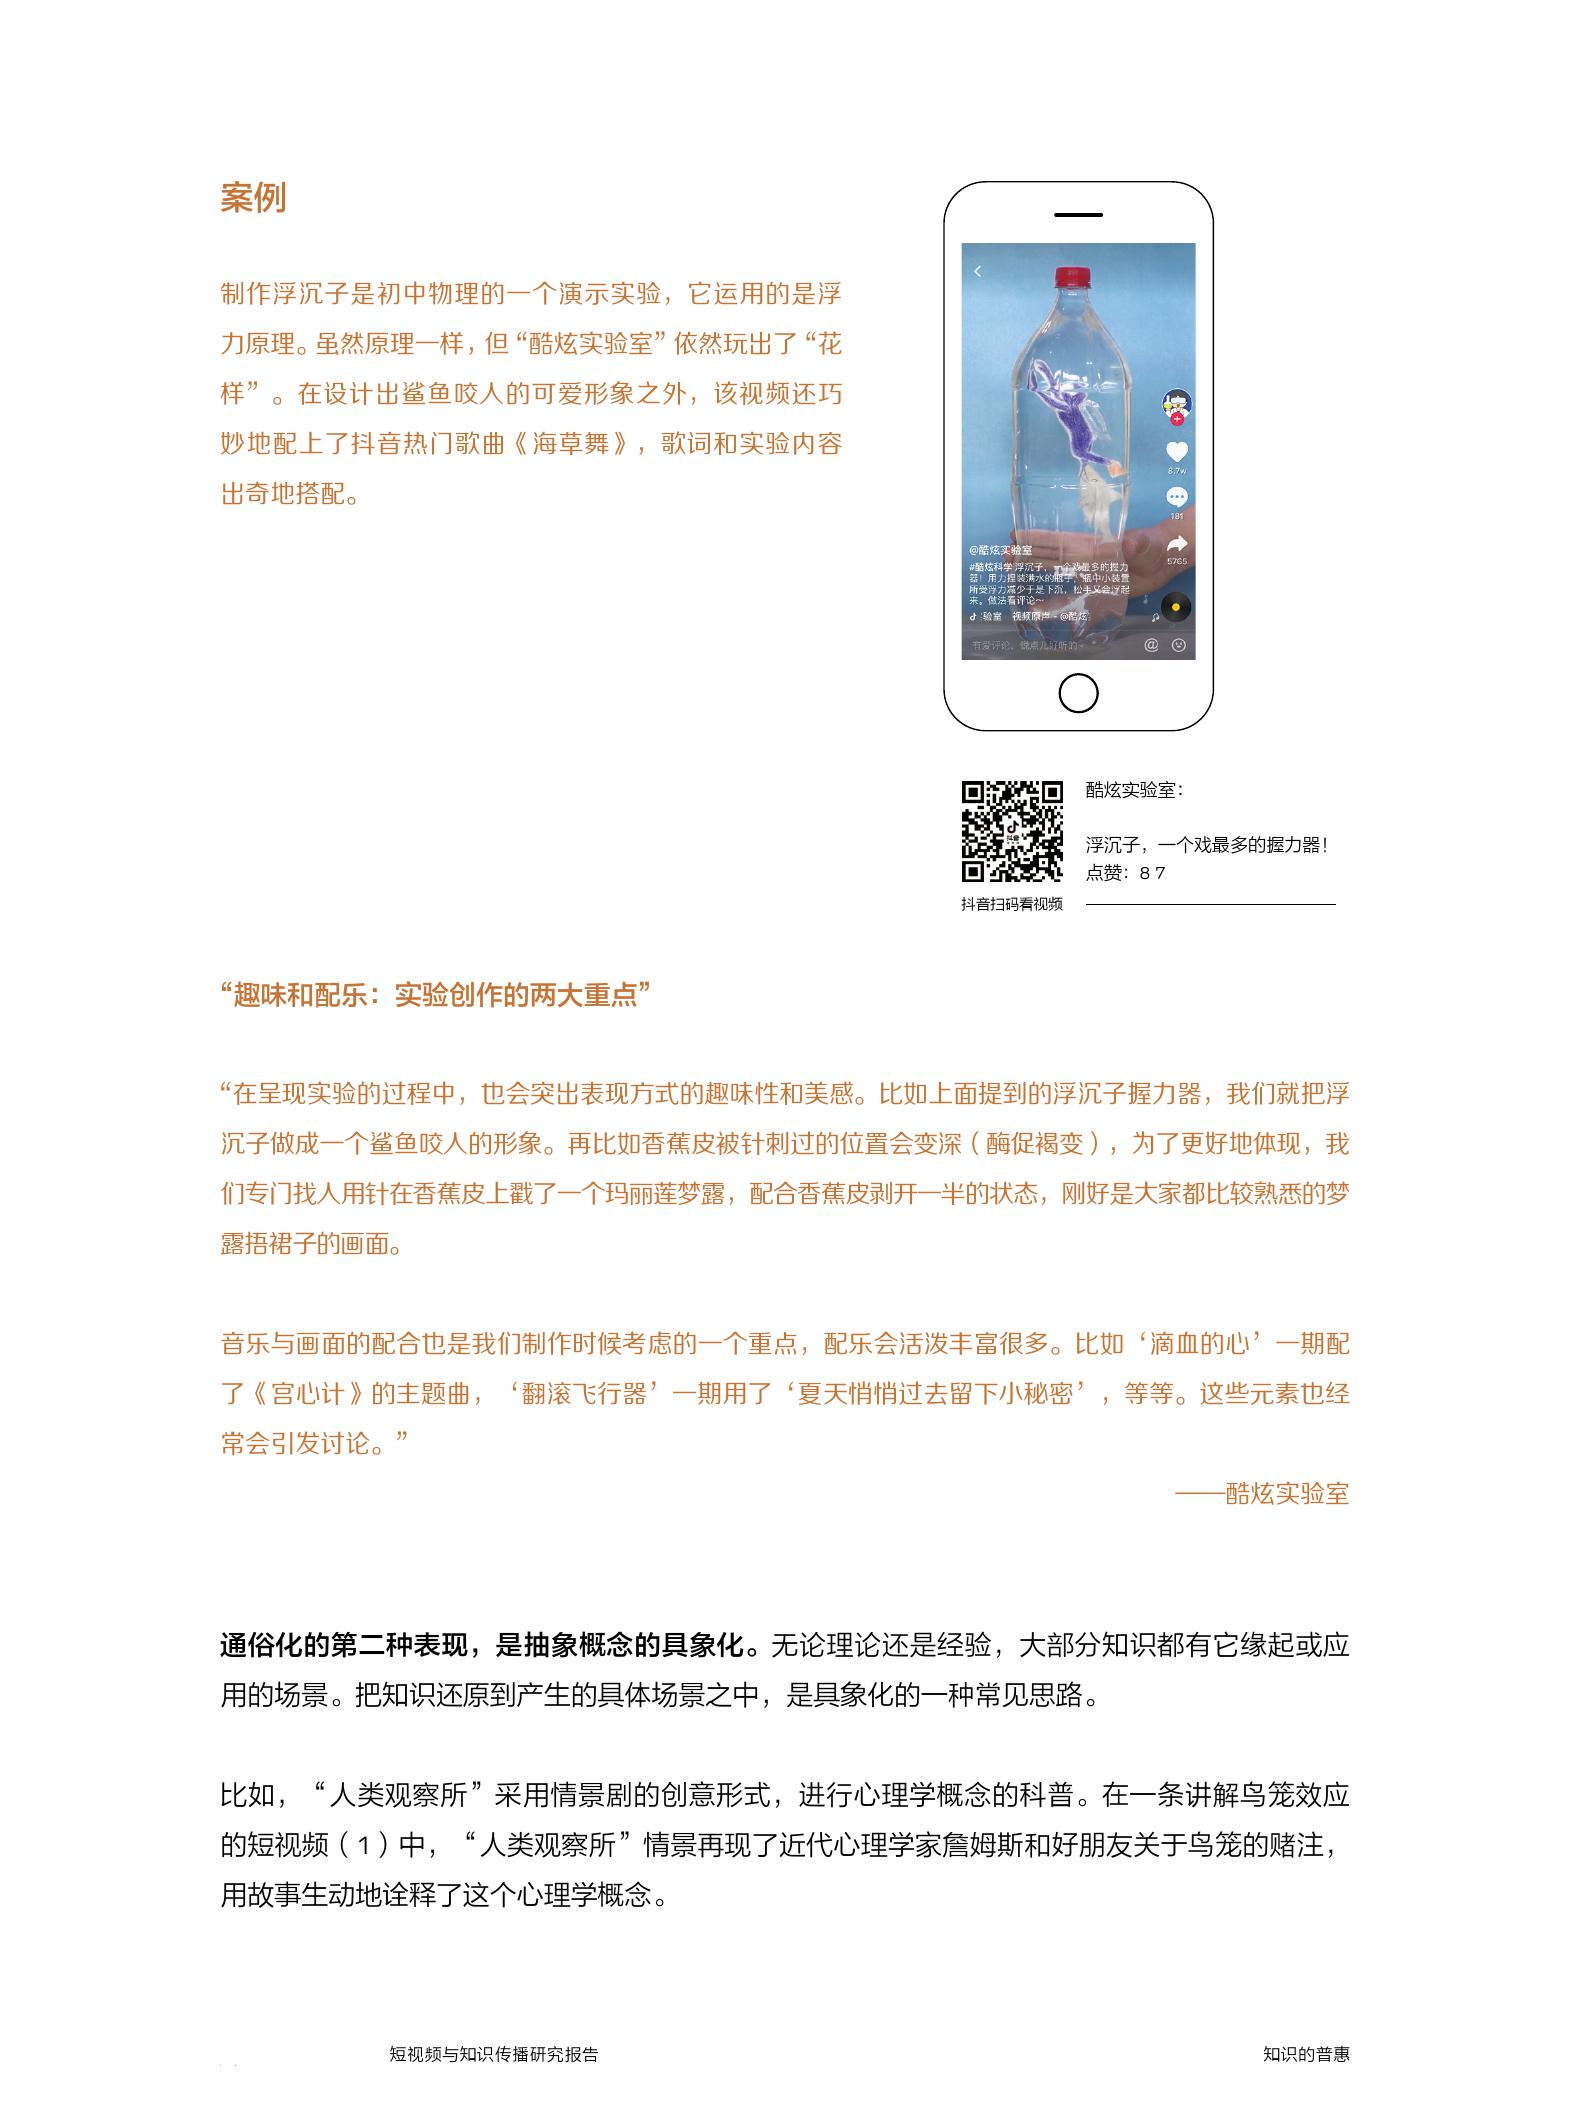 案例
制作浮沉子是初中物理的一个演示实验，它运用的是浮
力原理。虽然原理一样，但“酷炫实验室”依然玩出了“花
样”。在设计出鲨鱼咬人的可爱形象之外，该视频还巧
妙地配上了抖音热门歌曲《海草舞》，歌词和实验内容
出奇地搭配。
8.7w
181
5765
@酷炫实验室
#酷炫科学 浮沉子，一个戏最多的握力
器！用力捏装满水的瓶子，瓶中小装置
所受浮力减少于是下沉，松手又会浮起
来。做法看评论～
验室 视频原声 - @酷炫
有爱评论，说点儿好听的~
抖音
抖音扫码看视频
酷炫实验室：
浮沉子，一个戏最多的握力器！
点赞：87
“趣味和配乐：实验创作的两大重点”
“在呈现实验的过程中，也会突出表现方式的趣味性和美感。比如上面提到的浮沉子握力器，我们就把浮
沉子做成一个鲨鱼咬人的形象。再比如香蕉皮被针刺过的位置会变深（酶促褐变），为了更好地体现，我
们专门找人用针在香蕉皮上戳了一个玛丽莲梦露，配合香蕉皮剥开一半的状态，刚好是大家都比较熟悉的梦
露捂裙子的画面。
音乐与画面的配合也是我们制作时候考虑的一个重点，配乐会活泼丰富很多。比如‘滴血的心’一期配
了《宫心计》的主题曲，‘翻滚飞行器’一期用了‘夏天悄悄过去留下小秘密’，等等。这些元素也经
常会引发讨论。”
——酷炫实验室
通俗化的第二种表现，是抽象概念的具象化。无论理论还是经验，大部分知识都有它缘起或应
用的场景。把知识还原到产生的具体场景之中，是具象化的一种常见思路。
比如，“人类观察所”采用情景剧的创意形式，进行心理学概念的科普。在一条讲解鸟笼效应
的短视频（1）中，“人类观察所”情景再现了近代心理学家詹姆斯和好朋友关于鸟笼的赌注，
用故事生动地诠释了这个心理学概念。
短视频与知识传播研究报告
知识的普惠